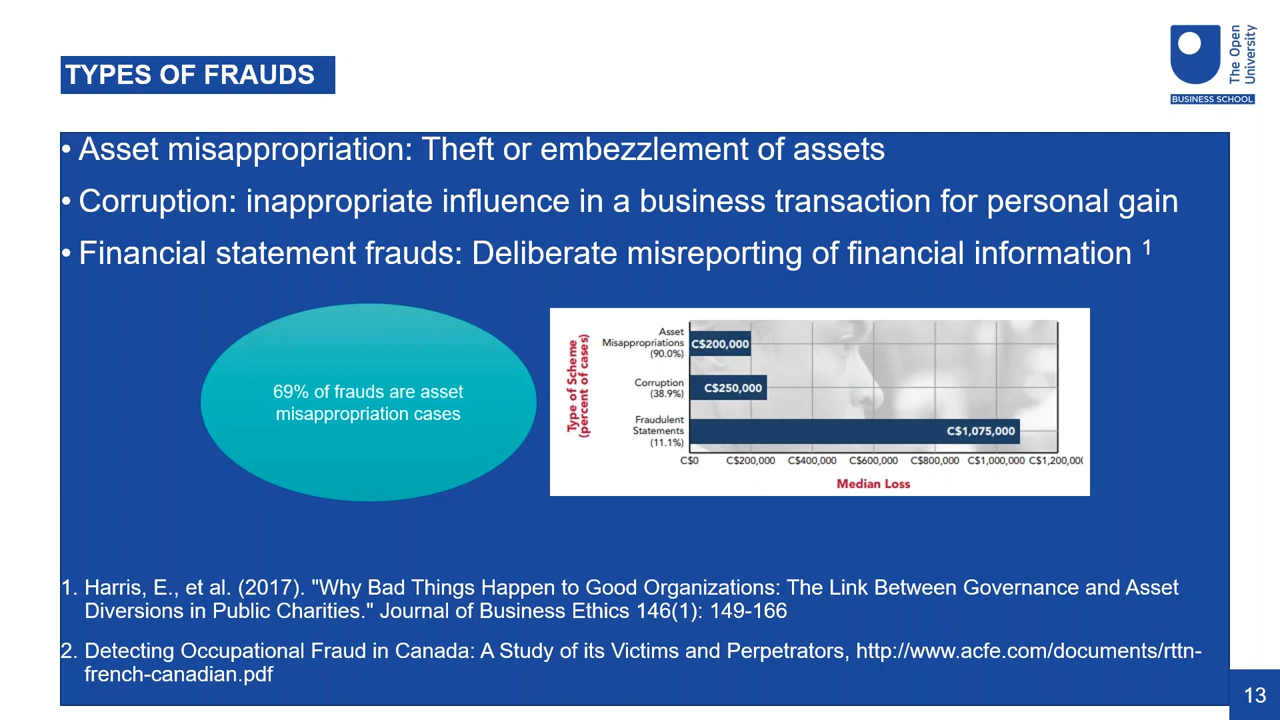 TYPES OF FRAUDS
The Open
University
BUSINESS SCHOOL
• Asset misappropriation: Theft or embezzlement of assets
• Corruption: inappropriate influence in a business transaction for personal gain
• Financial statement frauds: Deliberate misreporting of financial information 1
69% of frauds are asset
misappropriation cases
Type of Scheme
(percent of cases)
Asset
Misappropriations
(90.0%)
C$200,000
Corruption
(38.9%)
C$250,000
Fraudulent
Statements
(11.1%)
C$1,075,000
C$0 C$200,000 C$400,000 C$600,000 C$800,000 C$1,000,000 C$1,200,000
Median Loss
1. Harris, E., et al. (2017). "Why Bad Things Happen to Good Organizations: The Link Between Governance and Asset
Diversions in Public Charities." Journal of Business Ethics 146(1): 149-166
2. Detecting Occupational Fraud in Canada: A Study of its Victims and Perpetrators, http://www.acfe.com/documents/rttn-
french-canadian.pdf
13